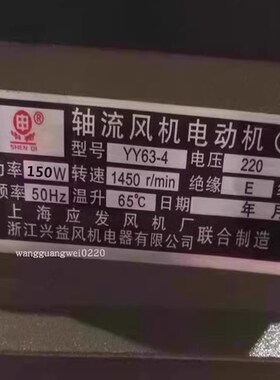 申®
SHEN QI
轴流风机电动机
型号 YY63-4 电压 220
功率 150W 转速 1450 r/min 绝缘 E
频率 50Hz 温升 65℃ 日期 年 月
上海应发风机厂
浙江兴益风机电器有限公司 联合制造
wangguangwei0220